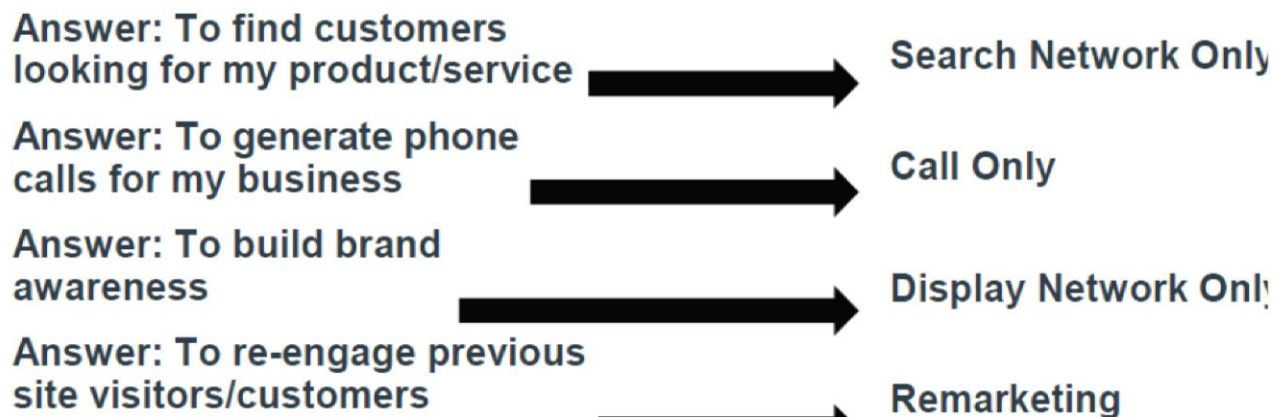 Answer: To find customers
looking for my product/service
Search Network Only
Answer: To generate phone
calls for my business
Call Only
Answer: To build brand
awareness
Display Network Only
Answer: To re-engage previous
site visitors/customers
Remarketing